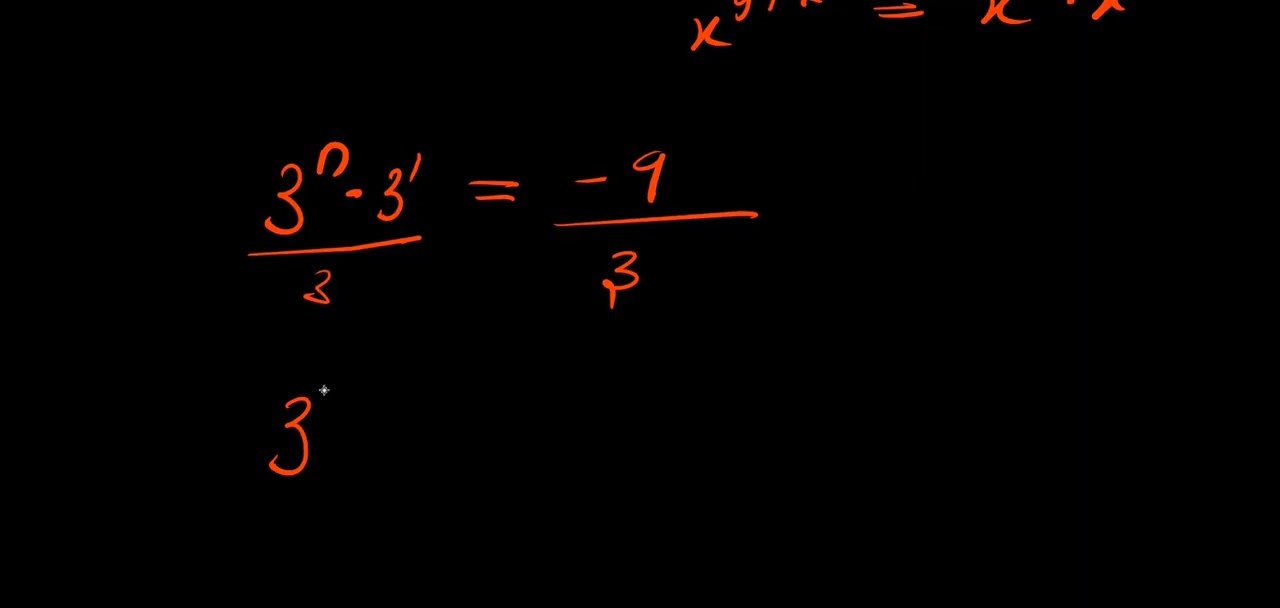 3ⁿ · 3¹ = - 9
3 3
3